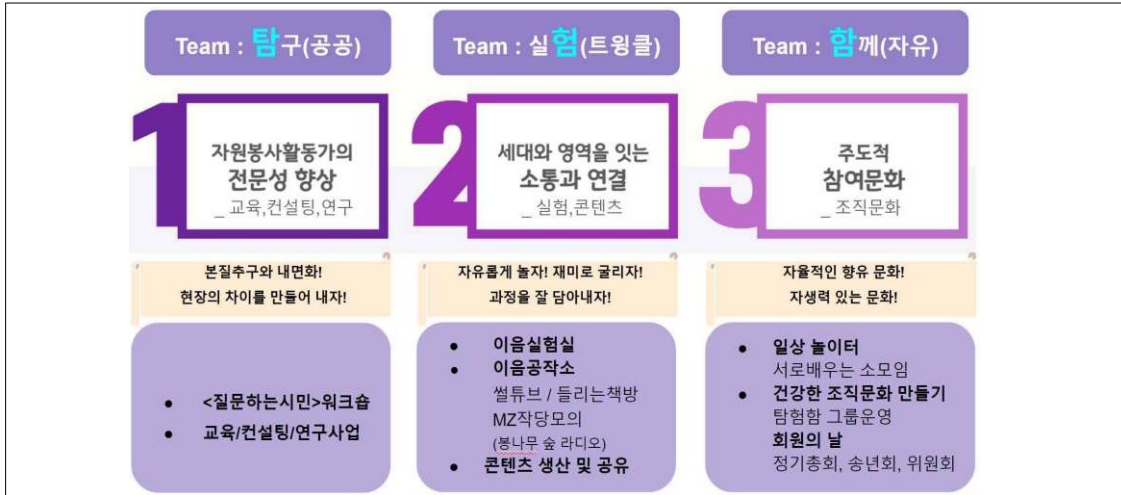 Team : 탐구(공공)
1
자원봉사활동가의
전문성 향상
_ 교육,컨설팅,연구
본질추구와 내면화!
현장의 차이를 만들어 내자!
● <질문하는시민>워크숍
● 교육/컨설팅/연구사업
Team : 실험(트윙클)
2
세대와 영역을 잇는
소통과 연결
_ 실험,콘텐츠
자유롭게 놀자! 재미로 굴리자!
과정을 잘 담아내자!
● 이음실험실
● 이음공작소
썰튜브 / 들리는책방
MZ작당모의
(봉나무 숲 라디오)
● 콘텐츠 생산 및 공유
Team : 함께(자유)
3
주도적
참여문화
_ 조직문화
자율적인 향유 문화!
자생력 있는 문화!
● 일상 놀이터
서로배우는 소모임
● 건강한 조직문화 만들기
탐험함 그룹운영
회원의 날
정기총회, 송년회, 위원회